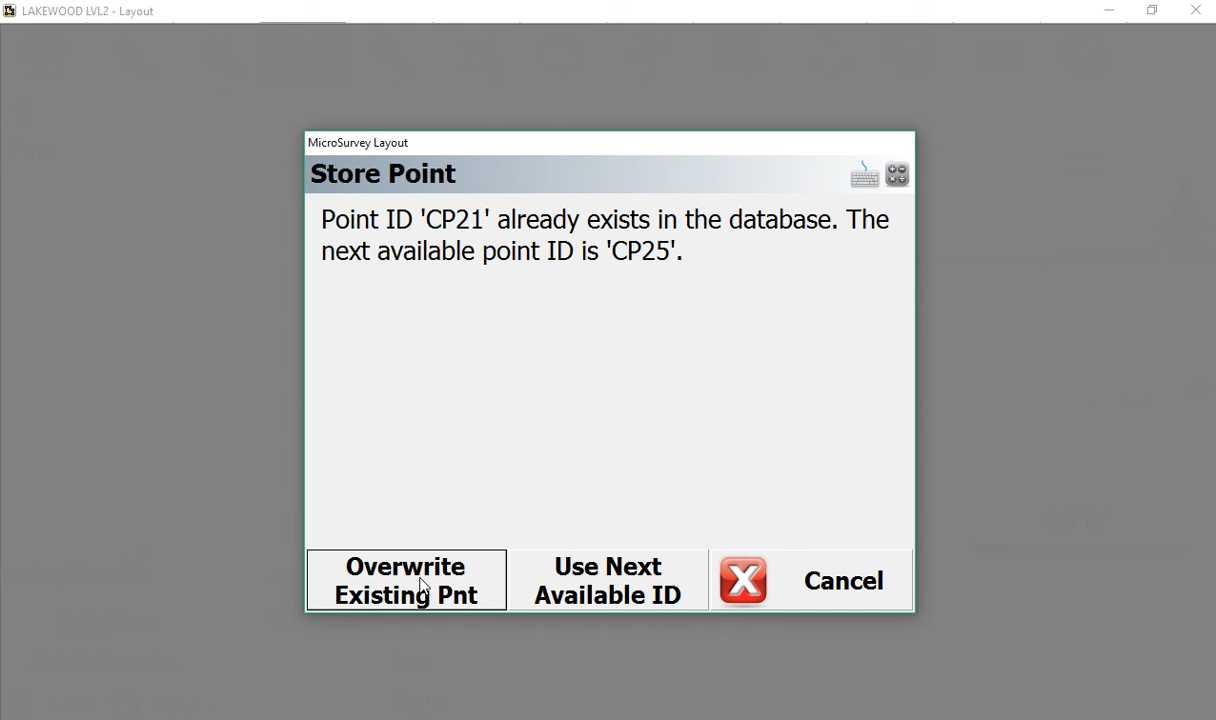 LAKEWOOD LVL2 - Layout
MicroSurvey Layout
Store Point
Point ID 'CP21' already exists in the database. The
next available point ID is 'CP25'.
Overwrite
Existing Pnt
Use Next
Available ID
Cancel